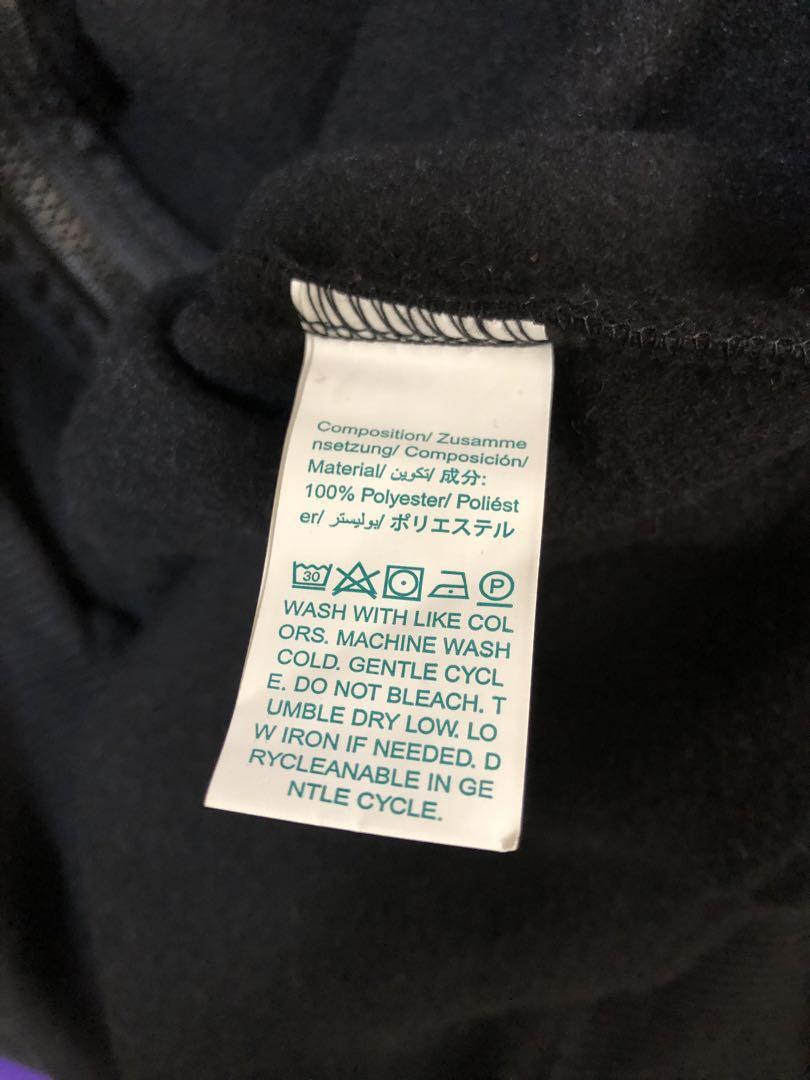 Composition/ Zusamme
nsetzung/ Composición/
Material/ تكوين/ 成分:
100% Polyester/ Poliést
er/ بوليستر/ ポリエステル
30 P
WASH WITH LIKE COL
ORS. MACHINE WASH
COLD. GENTLE CYCL
E. DO NOT BLEACH. T
UMBLE DRY LOW. LO
W IRON IF NEEDED. D
RYCLEANABLE IN GE
NTLE CYCLE.